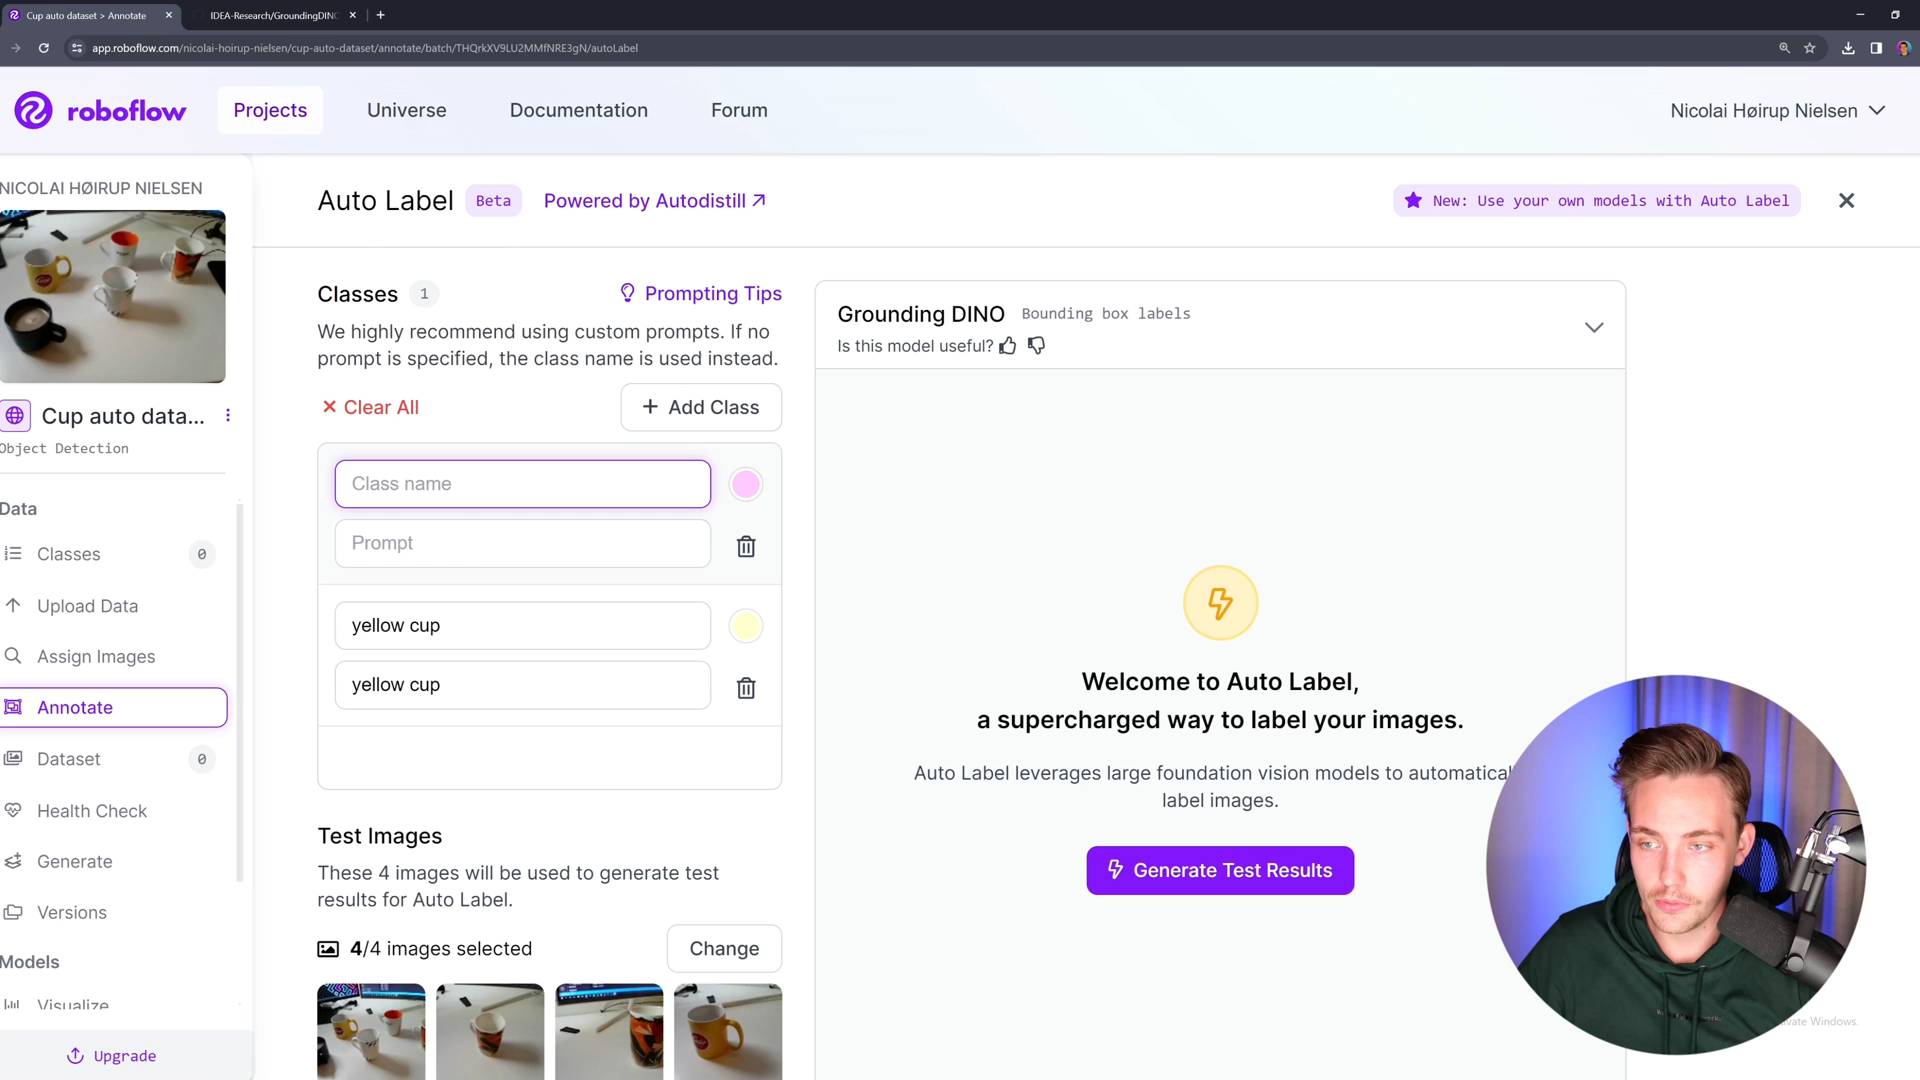 Cup auto dataset > Annotate
IDEA-Research/GroundingDINO
app.roboflow.com/nicolai-hoirup-nielsen/cup-auto-dataset/annotate/batch/THQrkXV9LU2MMfNRE3gN/autoLabel
roboflow
Projects
Universe
Documentation
Forum
Nicolai Høirup Nielsen
NICOLAI HØIRUP NIELSEN
Cup auto data...
Object Detection
Data
Classes 0
Upload Data
Assign Images
Annotate
Dataset 0
Health Check
Generate
Versions
Models
Visualize
Upgrade
Auto Label Beta Powered by Autodistill
New: Use your own models with Auto Label
Classes 1
Prompting Tips
We highly recommend using custom prompts. If no
prompt is specified, the class name is used instead.
Clear All
Add Class
Class name
Prompt
yellow cup
yellow cup
Test Images
These 4 images will be used to generate test
results for Auto Label.
4/4 images selected
Change
Grounding DINO Bounding box labels
Is this model useful?
Welcome to Auto Label,
a supercharged way to label your images.
Auto Label leverages large foundation vision models to automatical
label images.
Generate Test Results
ivate Windows.